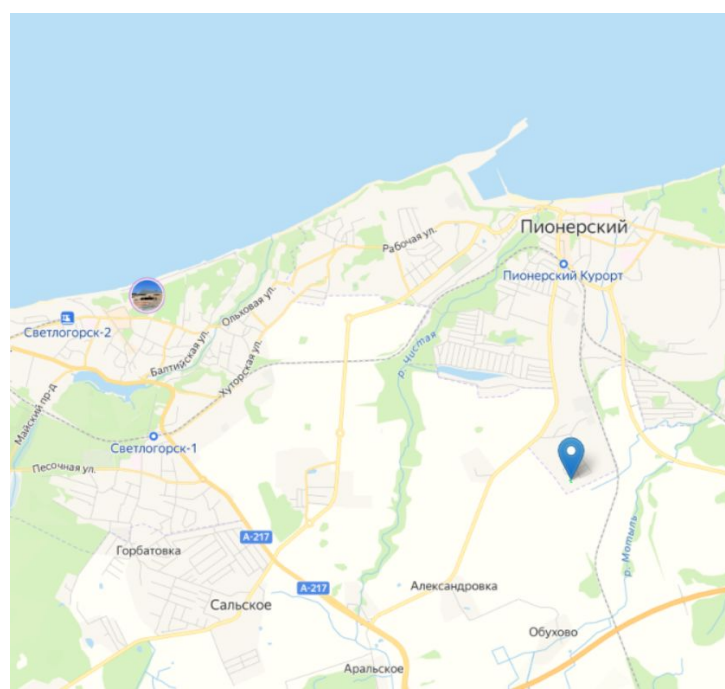 Пионерский
Рабочая ул.
Пионерский Курорт
Ольховая ул.
Светлогорск-2
Балтийская ул.
р. Чистая
Хуторская ул.
Майский пр-д
Светлогорск-1
Песочная ул.
А-217
Горбатовка
р. Мотыль
А-217
Александровка
Сальское
Обухово
Аральское